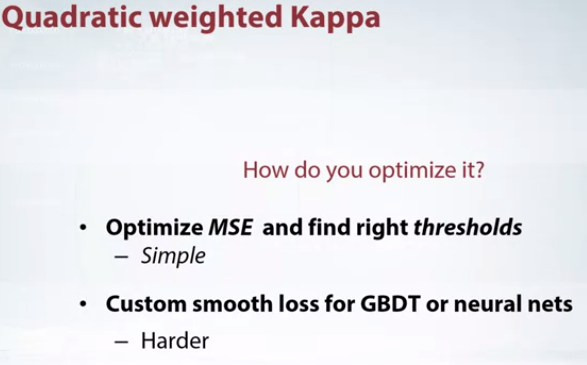 Quadratic weighted Kappa
How do you optimize it?
• Optimize MSE and find right thresholds
– Simple
• Custom smooth loss for GBDT or neural nets
– Harder